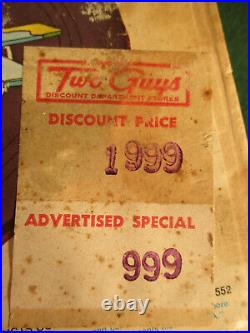 Two Guys
DISCOUNT DEPARTMENT STORES
DISCOUNT PRICE
1999
ADVERTISED SPECIAL
999
552